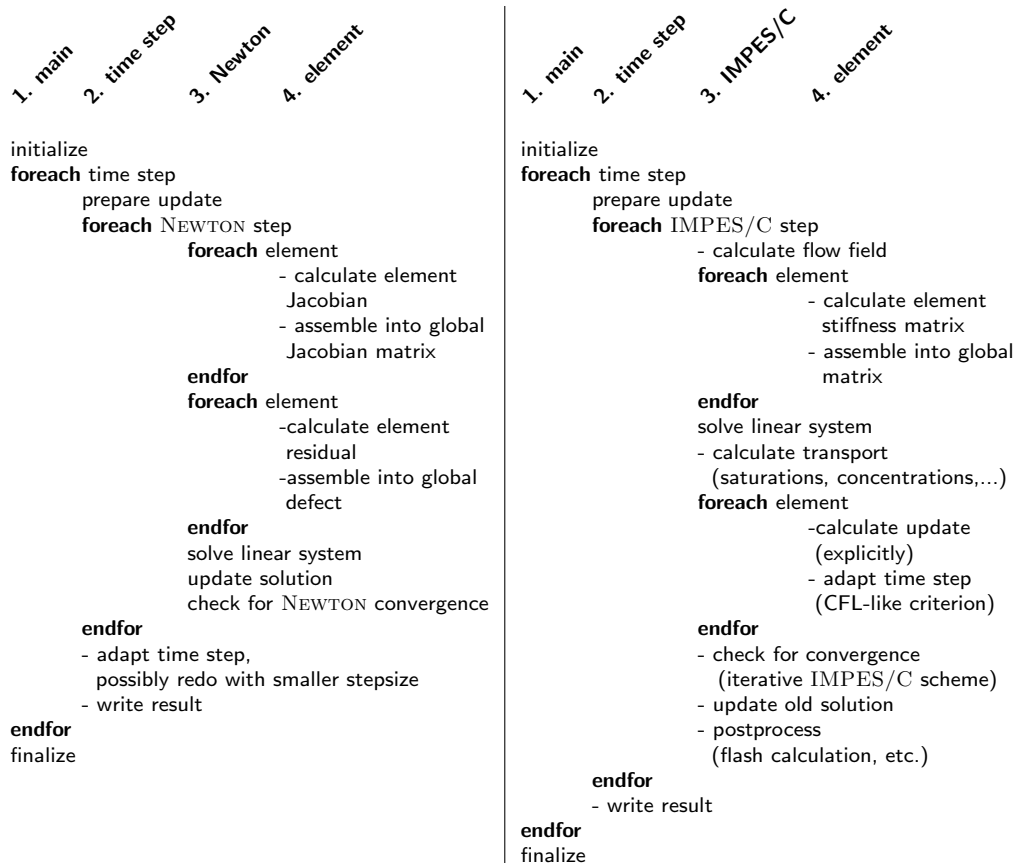 1. main
2. time step
3. Newton
4. element
initialize
foreach time step
prepare update
foreach NEWTON step
foreach element
- calculate element
Jacobian
- assemble into global
Jacobian matrix
endfor
foreach element
-calculate element
residual
-assemble into global
defect
endfor
solve linear system
update solution
check for NEWTON convergence
endfor
- adapt time step,
possibly redo with smaller stepsize
- write result
endfor
finalize
1. main
2. time step
3. IMPES/C
4. element
initialize
foreach time step
prepare update
foreach IMPES/C step
- calculate flow field
foreach element
- calculate element
stiffness matrix
- assemble into global
matrix
endfor
solve linear system
- calculate transport
(saturations, concentrations,...)
foreach element
-calculate update
(explicitly)
- adapt time step
(CFL-like criterion)
endfor
- check for convergence
(iterative IMPES/C scheme)
- update old solution
- postprocess
(flash calculation, etc.)
endfor
- write result
endfor
finalize